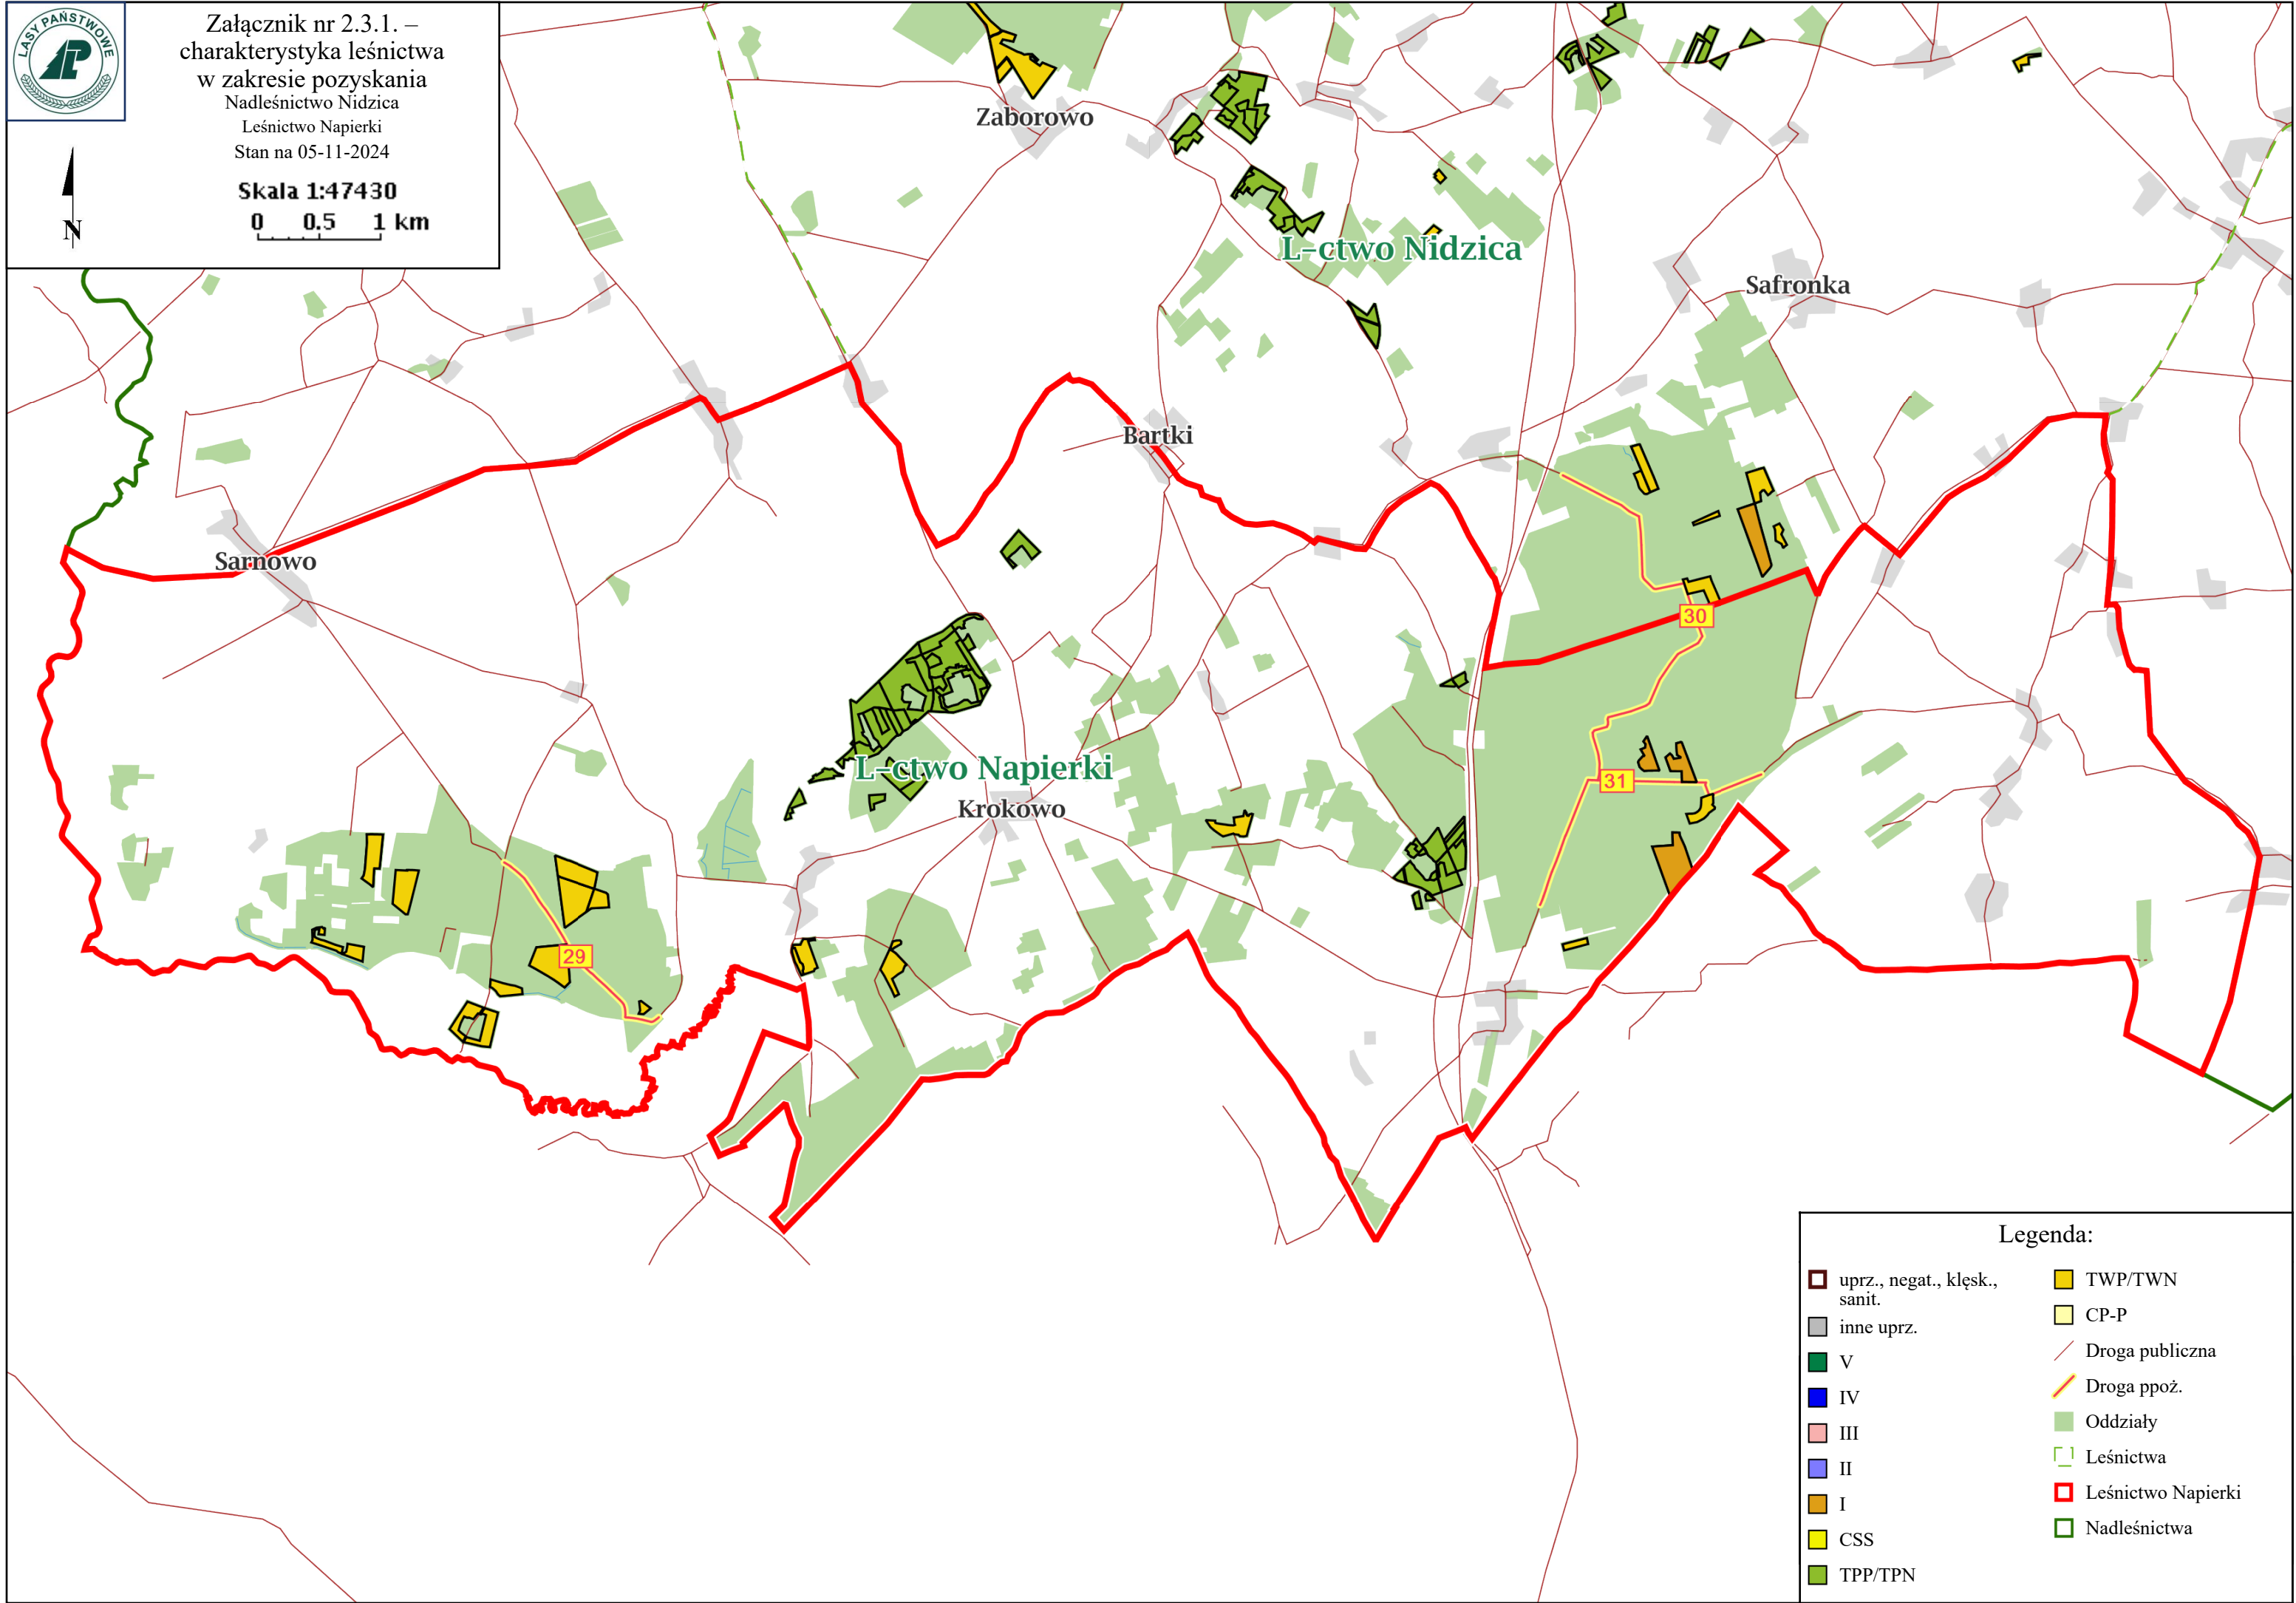 LASY PAŃSTWOWE
Załącznik nr 2.3.1. –
charakterystyka leśnictwa
w zakresie pozyskania
Nadleśnictwo Nidzica
Leśnictwo Napierki
Stan na 05-11-2024
Skala 1:47430
0 0.5 1 km
N
Zaborowo
L-ctwo Nidzica
Safronka
Bartki
Sarnowo
30
L-ctwo Napierki
31
Krokowo
29
Legenda:
uprz., negat., klęsk.,
sanit.
inne uprz.
V
IV
III
II
I
CSS
TPP/TPN
TWP/TWN
CP-P
Droga publiczna
Droga ppoż.
Oddziały
Leśnictwa
Leśnictwo Napierki
Nadleśnictwa